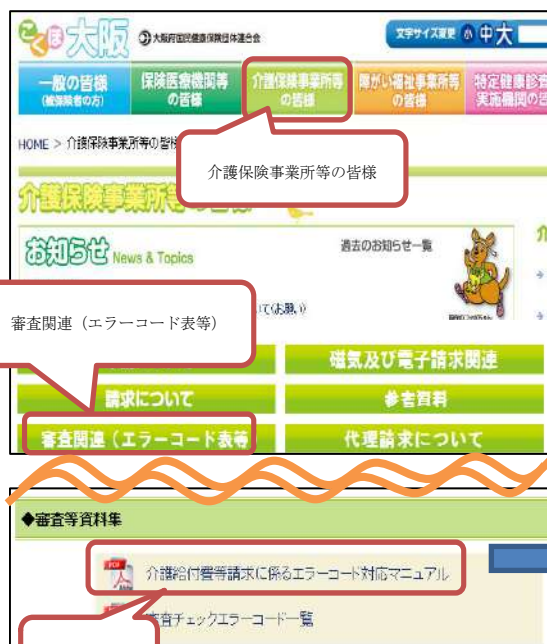 こくほ大阪 大阪府国民健康保険団体連合会 文字サイズ変更 小 中 大
一般の皆様
(被保険者の方)
保険医療機関等
の皆様
介護保険事業所等
の皆様
障がい福祉事業所等
の皆様
特定健康診査
実施機関の皆
HOME > 介護保険事業所等の皆様
介護保険事業所等の皆様
介護保険事業所等の皆様
お知らせ News & Topics
過去のお知らせ一覧
いて(お願い)
審査関連(エラーコード表等)
磁気及び電子請求関連
請求について
参考資料
審査関連(エラーコード表等
代理請求について
◆審査等資料集
介護給付費等請求に係るエラーコード対応マニュアル
審査チェックエラーコード一覧